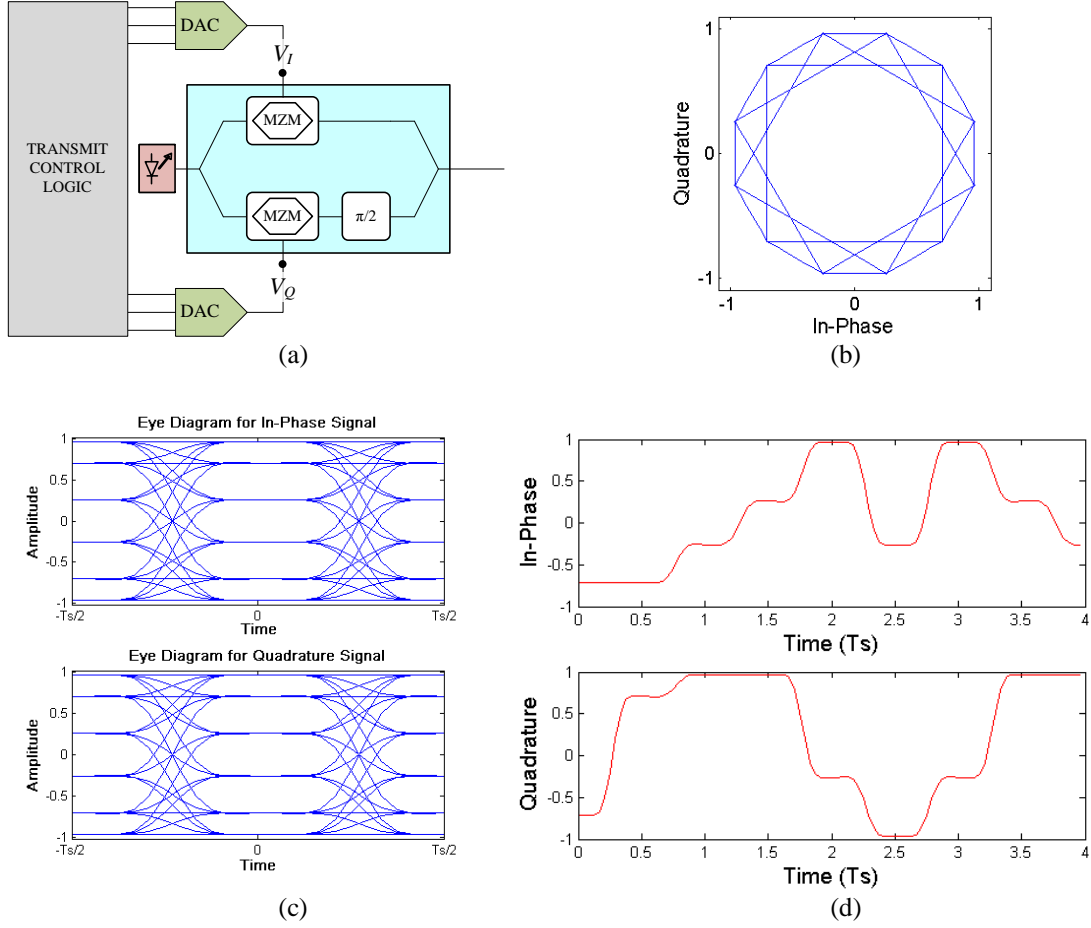 DAC
V_I
MZM
TRANSMIT
CONTROL
LOGIC
MZM
π/2
V_Q
DAC
(a)
1
0
-1
-1 0 1
Quadrature
In-Phase
(b)
Eye Diagram for In-Phase Signal
1
0.5
0
-0.5
-1
Amplitude
-Ts/2 0 Ts/2
Time
Eye Diagram for Quadrature Signal
1
0.5
0
-0.5
-1
Amplitude
-Ts/2 0 Ts/2
Time
(c)
1
0.5
0
-0.5
-1
In-Phase
0 0.5 1 1.5 2 2.5 3 3.5 4
Time (Ts)
1
0.5
0
-0.5
-1
Quadrature
0 0.5 1 1.5 2 2.5 3 3.5 4
Time (Ts)
(d)